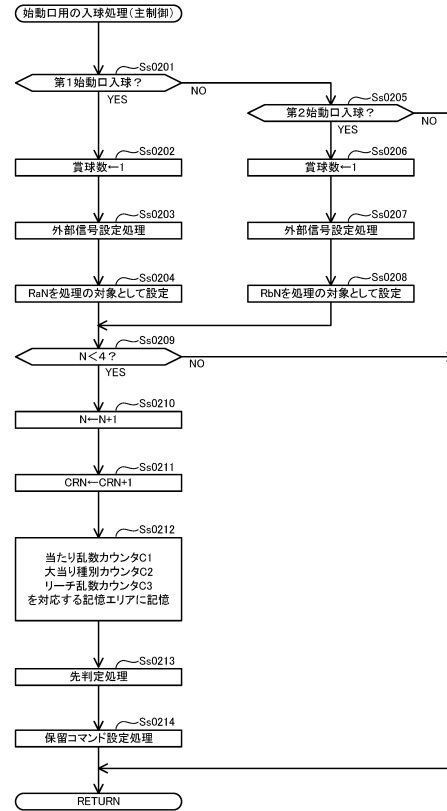 始動口用の入球処理(主制御)
Ss0201
第1始動口入球?
NO
YES
Ss0205
第2始動口入球?
NO
YES
Ss0202
賞球数←1
Ss0206
賞球数←1
Ss0203
外部信号設定処理
Ss0207
外部信号設定処理
Ss0204
RaNを処理の対象として設定
Ss0208
RbNを処理の対象として設定
Ss0209
N<4?
NO
YES
Ss0210
N←N+1
Ss0211
CRN←CRN+1
Ss0212
当たり乱数カウンタC1
大当り種別カウンタC2
リーチ乱数カウンタC3
を対応する記憶エリアに記憶
Ss0213
先判定処理
Ss0214
保留コマンド設定処理
RETURN